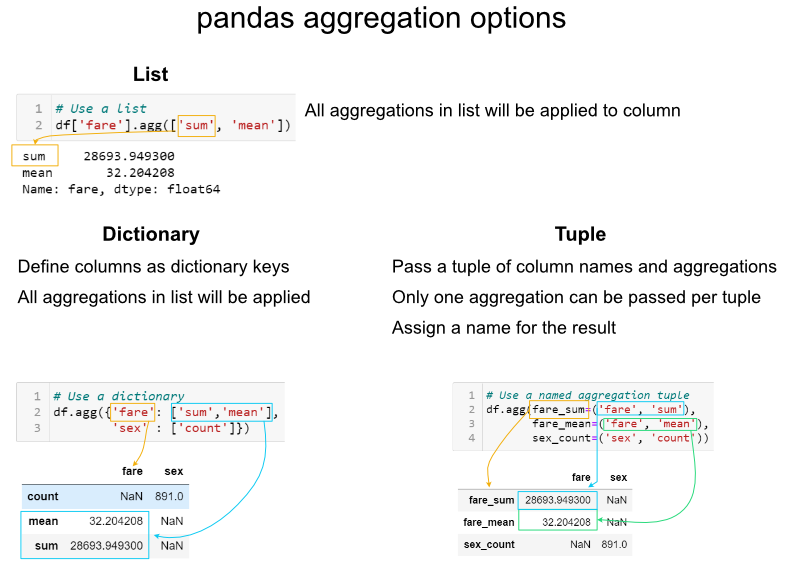 pandas aggregation options
List
1 # Use a list
2 df['fare'].agg(['sum', 'mean'])
All aggregations in list will be applied to column
sum 28693.949300
mean 32.204208
Name: fare, dtype: float64
Dictionary
Define columns as dictionary keys
All aggregations in list will be applied
Tuple
Pass a tuple of column names and aggregations
Only one aggregation can be passed per tuple
Assign a name for the result
1 # Use a dictionary
2 df.agg({'fare': ['sum','mean'],
3 'sex' : ['count']})
fare sex
count NaN 891.0
mean 32.204208 NaN
sum 28693.949300 NaN
1 # Use a named aggregation tuple
2 df.agg(fare_sum=('fare', 'sum'),
3 fare_mean=('fare', 'mean'),
4 sex_count=('sex', 'count'))
fare sex
fare_sum 28693.949300 NaN
fare_mean 32.204208 NaN
sex_count NaN 891.0